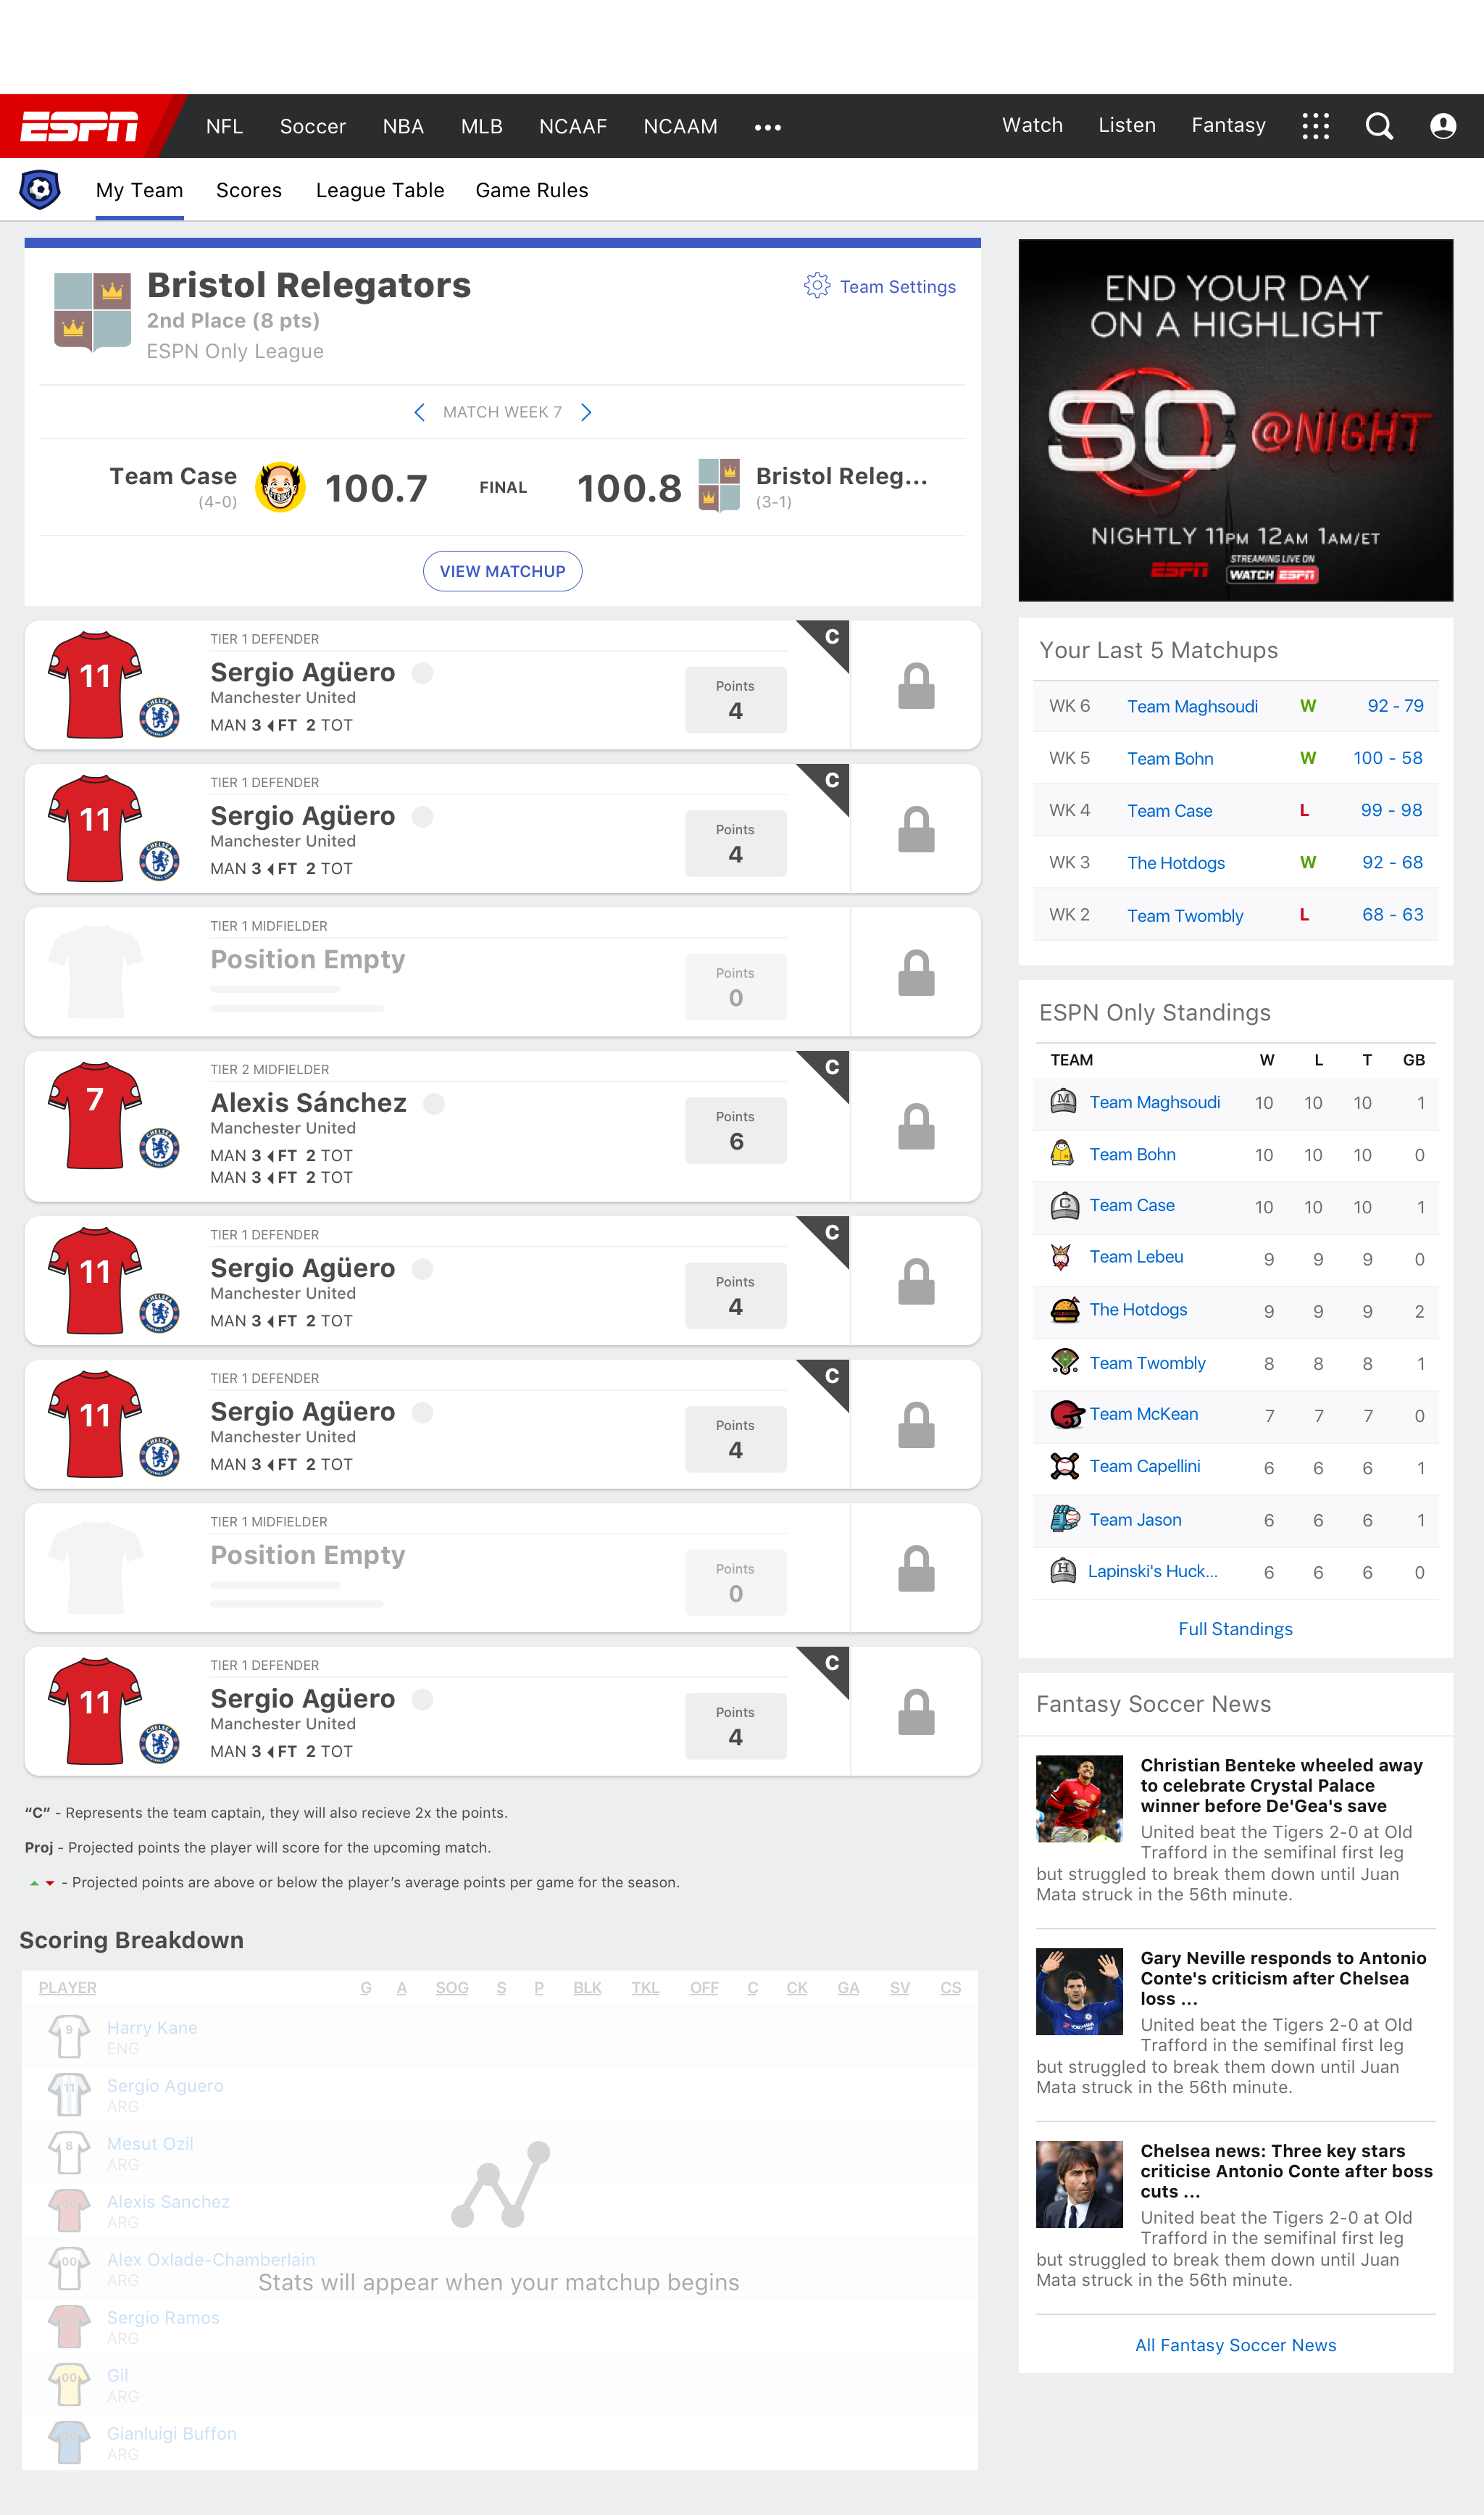 ESPN NFL Soccer NBA MLB NCAAF NCAAM ••• Watch Listen Fantasy
My Team Scores League Table Game Rules
Bristol Relegators
Team Settings
2nd Place (8 pts)
ESPN Only League
MATCH WEEK 7
Team Case
(4-0)
STRIKE
100.7
FINAL
100.8
Bristol Releg...
(3-1)
VIEW MATCHUP
TIER 1 DEFENDER
C
11
Sergio Agüero
Manchester United
MAN 3 FT 2 TOT
Points
4
TIER 1 DEFENDER
C
11
Sergio Agüero
Manchester United
MAN 3 FT 2 TOT
Points
4
TIER 1 MIDFIELDER
Position Empty
Points
0
TIER 2 MIDFIELDER
C
7
Alexis Sánchez
Manchester United
MAN 3 FT 2 TOT
MAN 3 FT 2 TOT
Points
6
TIER 1 DEFENDER
C
11
Sergio Agüero
Manchester United
MAN 3 FT 2 TOT
Points
4
TIER 1 DEFENDER
C
11
Sergio Agüero
Manchester United
MAN 3 FT 2 TOT
Points
4
TIER 1 MIDFIELDER
Position Empty
Points
0
TIER 1 DEFENDER
C
11
Sergio Agüero
Manchester United
MAN 3 FT 2 TOT
Points
4
“C” - Represents the team captain, they will also recieve 2x the points.
Proj - Projected points the player will score for the upcoming match.
- Projected points are above or below the player’s average points per game for the season.
Scoring Breakdown
PLAYER G A SOG S P BLK TKL OFF C CK GA SV CS
9
Harry Kane
ENG
11
Sergio Aguero
ARG
8
Mesut Ozil
ARG
Alexis Sanchez
ARG
00
Alex Oxlade-Chamberlain
ARG
Stats will appear when your matchup begins
Sergio Ramos
ARG
00
Gil
ARG
Gianluigi Buffon
ARG
END YOUR DAY
ON A HIGHLIGHT
SC @NIGHT
NIGHTLY 11PM 12AM 1AM/ET
ESPN
STREAMING LIVE ON
WATCH ESPN
Your Last 5 Matchups
WK 6 Team Maghsoudi W 92 - 79
WK 5 Team Bohn W 100 - 58
WK 4 Team Case L 99 - 98
WK 3 The Hotdogs W 92 - 68
WK 2 Team Twombly L 68 - 63
ESPN Only Standings
TEAM W L T GB
M Team Maghsoudi 10 10 10 1
Team Bohn 10 10 10 0
C Team Case 10 10 10 1
Team Lebeu 9 9 9 0
The Hotdogs 9 9 9 2
Team Twombly 8 8 8 1
Team McKean 7 7 7 0
Team Capellini 6 6 6 1
Team Jason 6 6 6 1
H Lapinski's Huck... 6 6 6 0
Full Standings
Fantasy Soccer News
Christian Benteke wheeled away
to celebrate Crystal Palace
winner before De'Gea's save
United beat the Tigers 2-0 at Old
Trafford in the semifinal first leg
but struggled to break them down until Juan
Mata struck in the 56th minute.
Gary Neville responds to Antonio
Conte's criticism after Chelsea
loss ...
United beat the Tigers 2-0 at Old
Trafford in the semifinal first leg
but struggled to break them down until Juan
Mata struck in the 56th minute.
Chelsea news: Three key stars
criticise Antonio Conte after boss
cuts ...
United beat the Tigers 2-0 at Old
Trafford in the semifinal first leg
but struggled to break them down until Juan
Mata struck in the 56th minute.
All Fantasy Soccer News